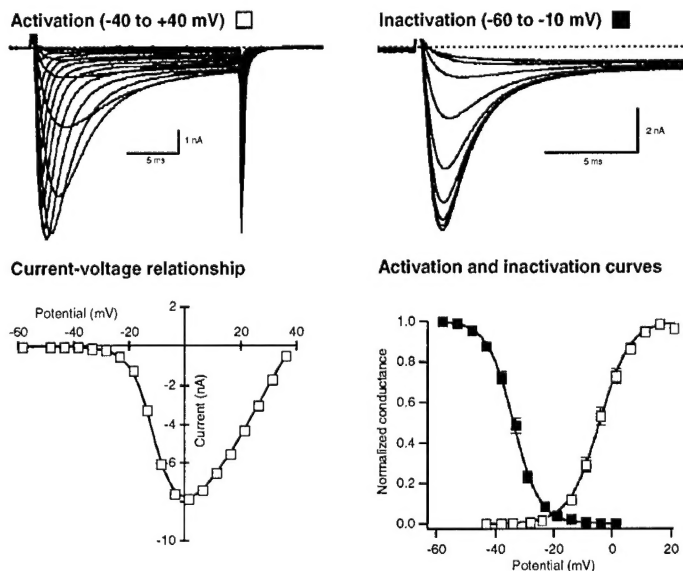 Activation (-40 to +40 mV)
1 nA
5 ms
Inactivation (-60 to -10 mV)
2 nA
5 ms
Current-voltage relationship
Potential (mV)
2
-60
-20
20
40
-2
-4
-6
-8
-10
Current (nA)
Activation and inactivation curves
Normalized conductance
1.0
0.8
0.6
0.4
0.2
0.0
-60
-40
-20
0
20
Potential (mV)